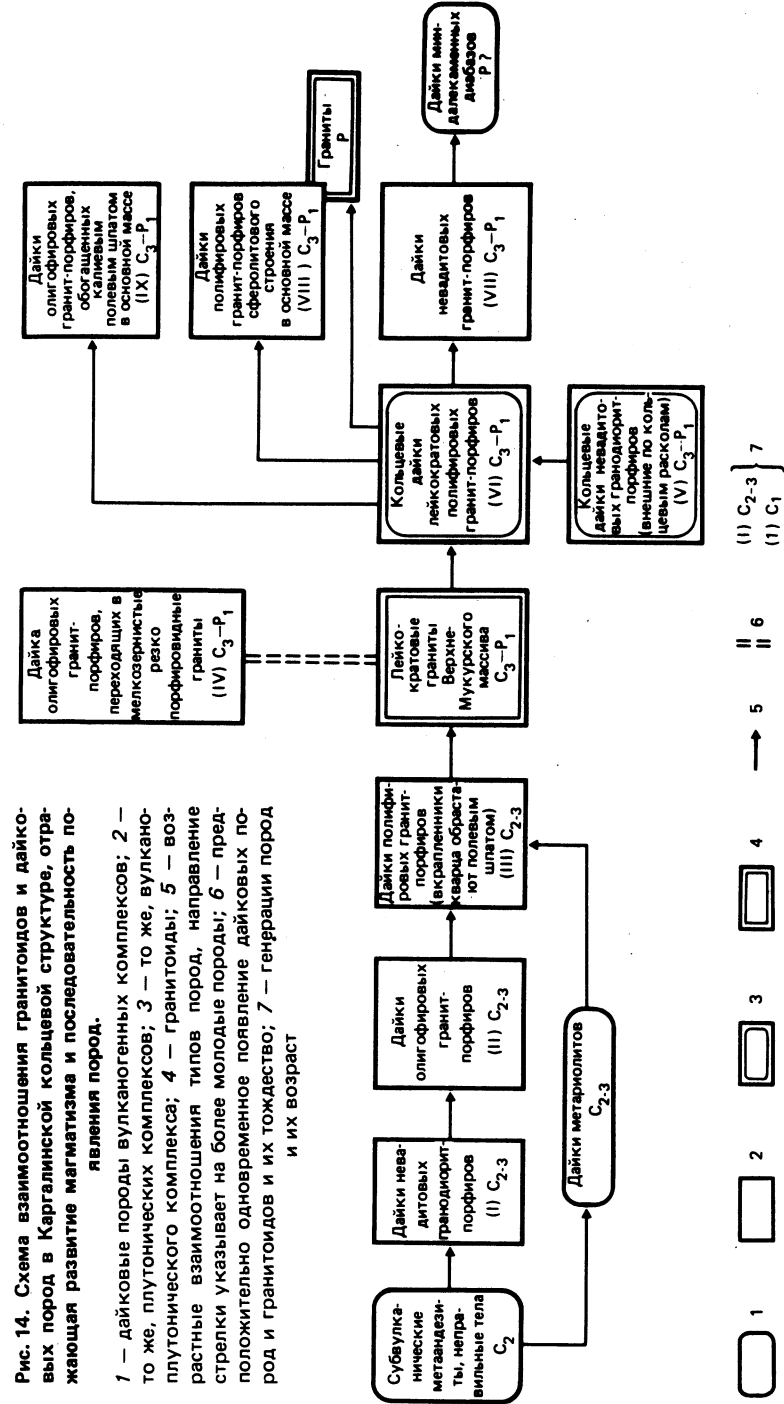 Рис. 14. Схема взаимоотношения гранитоидов и дайко-
вых пород в Каргалинской кольцевой структуре, отра-
жающая развитие магматизма и последовательность по-
явления пород.
1 — дайковые породы вулканогенных комплексов; 2 —
то же, плутонических комплексов; 3 — то же, вулкано-
плутонического комплекса; 4 — гранитоиды; 5 — воз-
растные взаимоотношения типов пород, направление
стрелки указывает на более молодые породы; 6 — пред-
положительно одновременное появление дайковых по-
род и гранитоидов и их тождество; 7 — генерации пород
и их возраст
Дайка
олигофировых
гранит-
порфиров,
переходящих в
мелкозернистые
резко
порфировидные
граниты
(IV) C₃–P₁
Дайки
олигофировых
гранит-порфиров,
обогащенных
калиевым
полевым шпатом
в основной массе
(IX) C₃–P₁
Дайки
полифировых
гранит-порфиров
сферолитового
строения
в основной массе
(VIII) C₃–P₁
Граниты
P
Субвулка-
нические
метаандези-
ты, непра-
вильные тела
C₂
Дайки нева-
дитовых
гранодиорит-
порфиров
(I) C₂₋₃
Дайки
олигофировых
гранит-
порфиров
(II) C₂₋₃
Дайки полифи-
ровых гранит-
порфиров
(вкрапленники
кварца обраста-
ют полевым
шпатом)
(III) C₂₋₃
Лейко-
кратовые
граниты
Верхне-
Мукурского
массива
C₃–P₁
Кольцевые
дайки
лейкократовых
полифировых
гранит-порфиров
(VI) C₃–P₁
Дайки
невадитовых
гранит-порфиров
(VII) C₃–P₁
Дайки мин-
далекаменных
диабазов
P ?
Дайки метариолитов
C₂₋₃
Кольцевые
дайки невадито-
вых гранодиорит-
порфиров
(внешние по коль-
цевым расколам)
(V) C₃–P₁
1
2
3
4
5
6
(I) C₂₋₃
(1) C₁
7